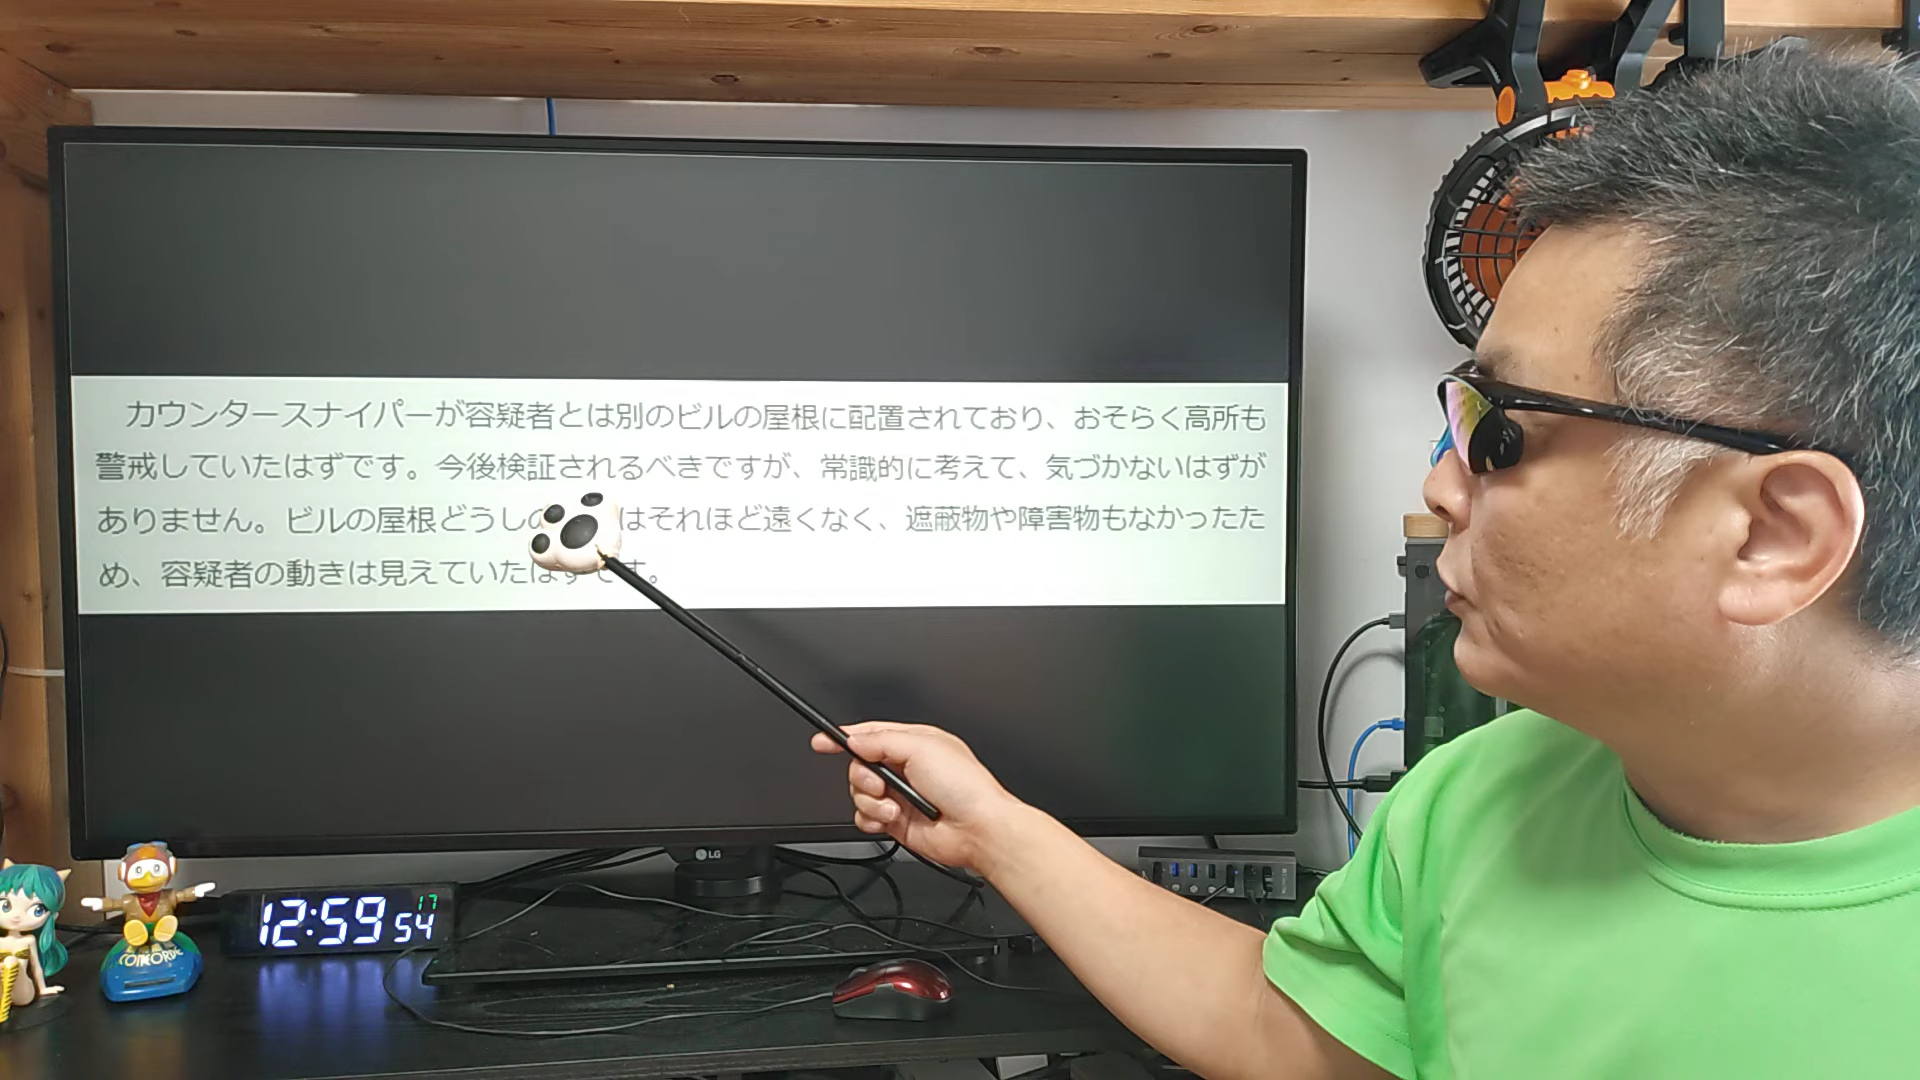 カウンタースナイパーが容疑者とは別のビルの屋根に配置されており、おそらく高所も
警戒していたはずです。今後検証されるべきですが、常識的に考えて、気づかないはずが
ありません。ビルの屋根どうしの はそれほど遠くなく、遮蔽物や障害物もなかったた
め、容疑者の動きは見えていたはずです。
LG
12:59 54 17
CONCORDE